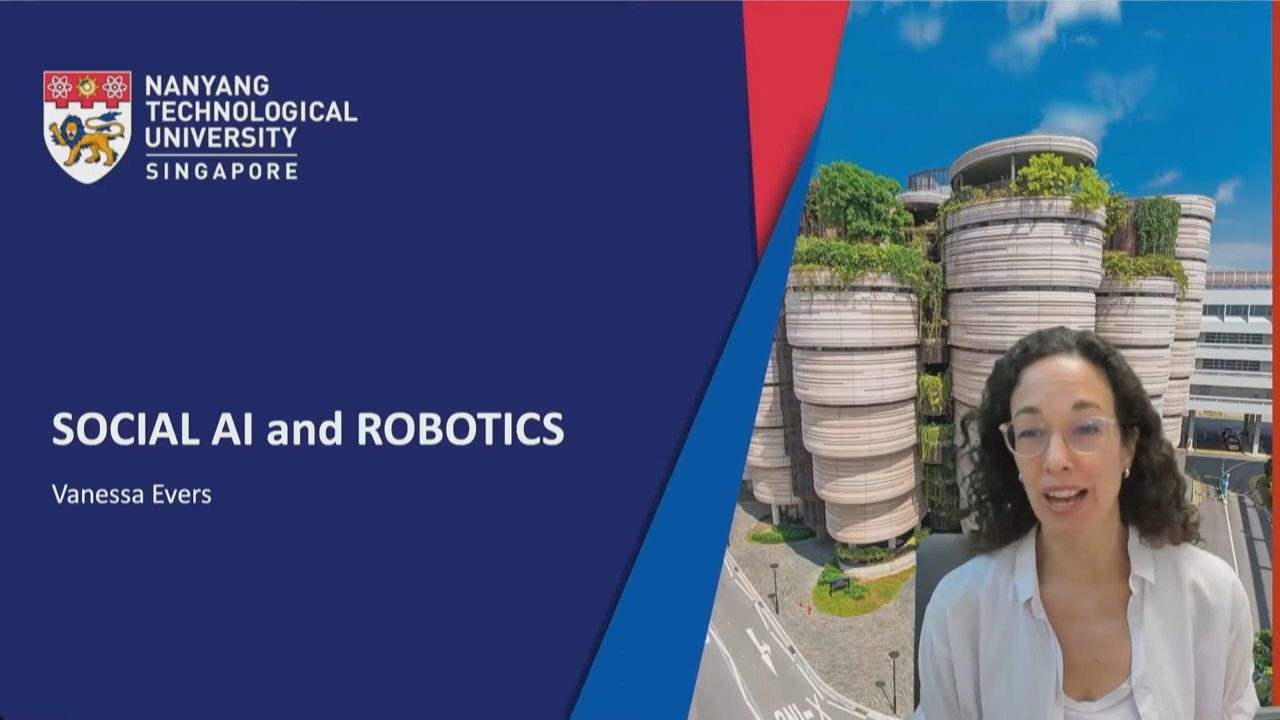 NANYANG
TECHNOLOGICAL
UNIVERSITY
SINGAPORE
SOCIAL AI and ROBOTICS
Vanessa Evers